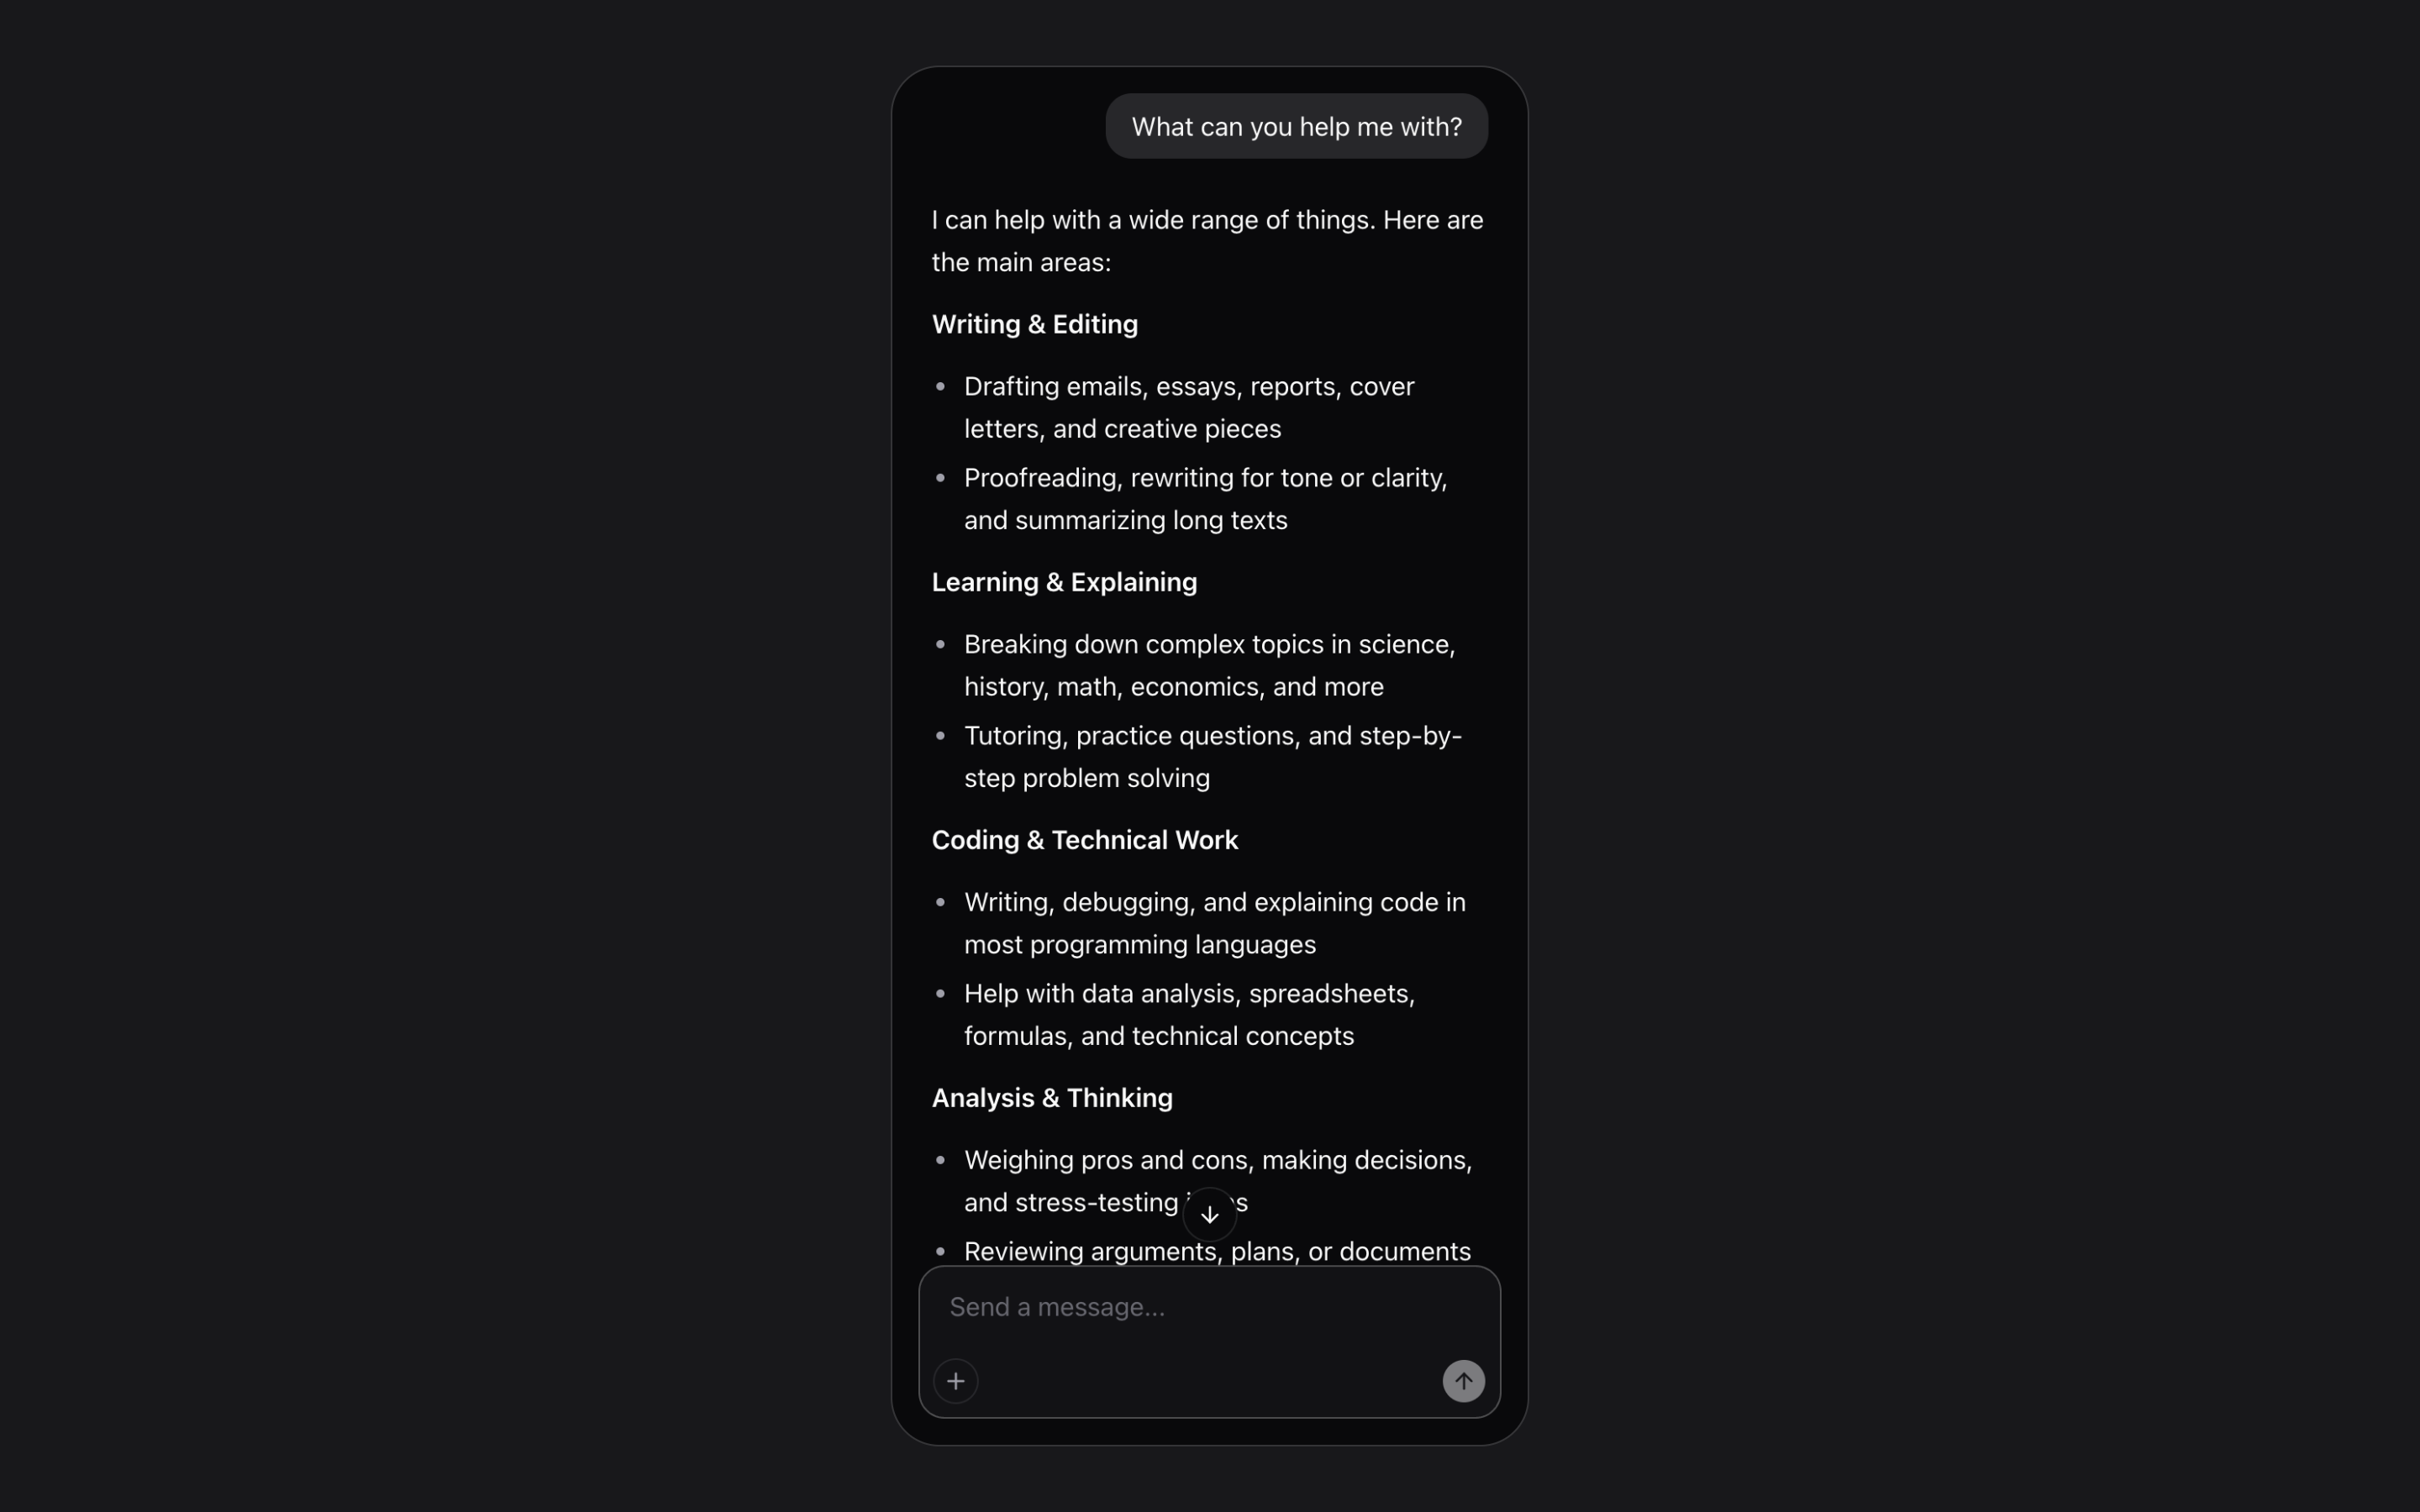 What can you help me with?
I can help with a wide range of things. Here are
the main areas:
Writing & Editing
• Drafting emails, essays, reports, cover
letters, and creative pieces
• Proofreading, rewriting for tone or clarity,
and summarizing long texts
Learning & Explaining
• Breaking down complex topics in science,
history, math, economics, and more
• Tutoring, practice questions, and step-by-
step problem solving
Coding & Technical Work
• Writing, debugging, and explaining code in
most programming languages
• Help with data analysis, spreadsheets,
formulas, and technical concepts
Analysis & Thinking
• Weighing pros and cons, making decisions,
and stress-testing
• Reviewing arguments, plans, or documents
Send a message...